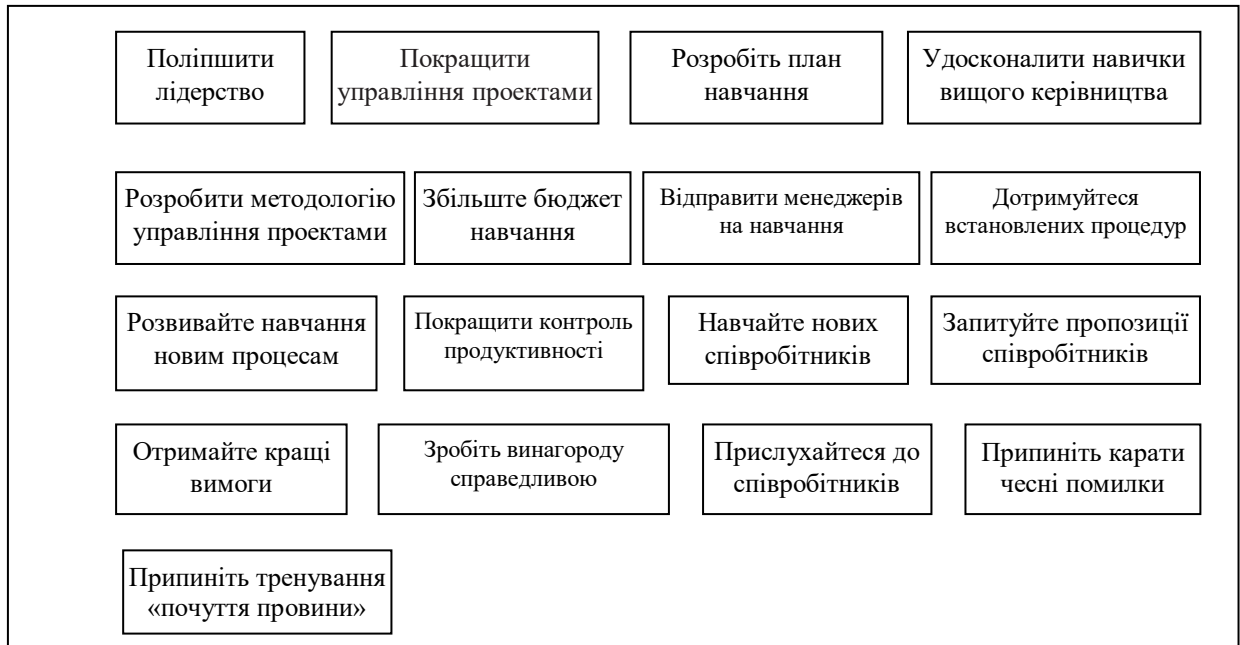 Поліпшити
лідерство
Покращити
управління проектами
Розробіть план
навчання
Удосконалити навички
вищого керівництва
Розробити методологію
управління проектами
Збільште бюджет
навчання
Відправити менеджерів
на навчання
Дотримуйтеся
встановлених процедур
Розвивайте навчання
новим процесам
Покращити контроль
продуктивності
Навчайте нових
співробітників
Запитуйте пропозиції
співробітників
Отримайте кращі
вимоги
Зробіть винагороду
справедливою
Прислухайтеся до
співробітників
Припиніть карати
чесні помилки
Припиніть тренування
«почуття провини»